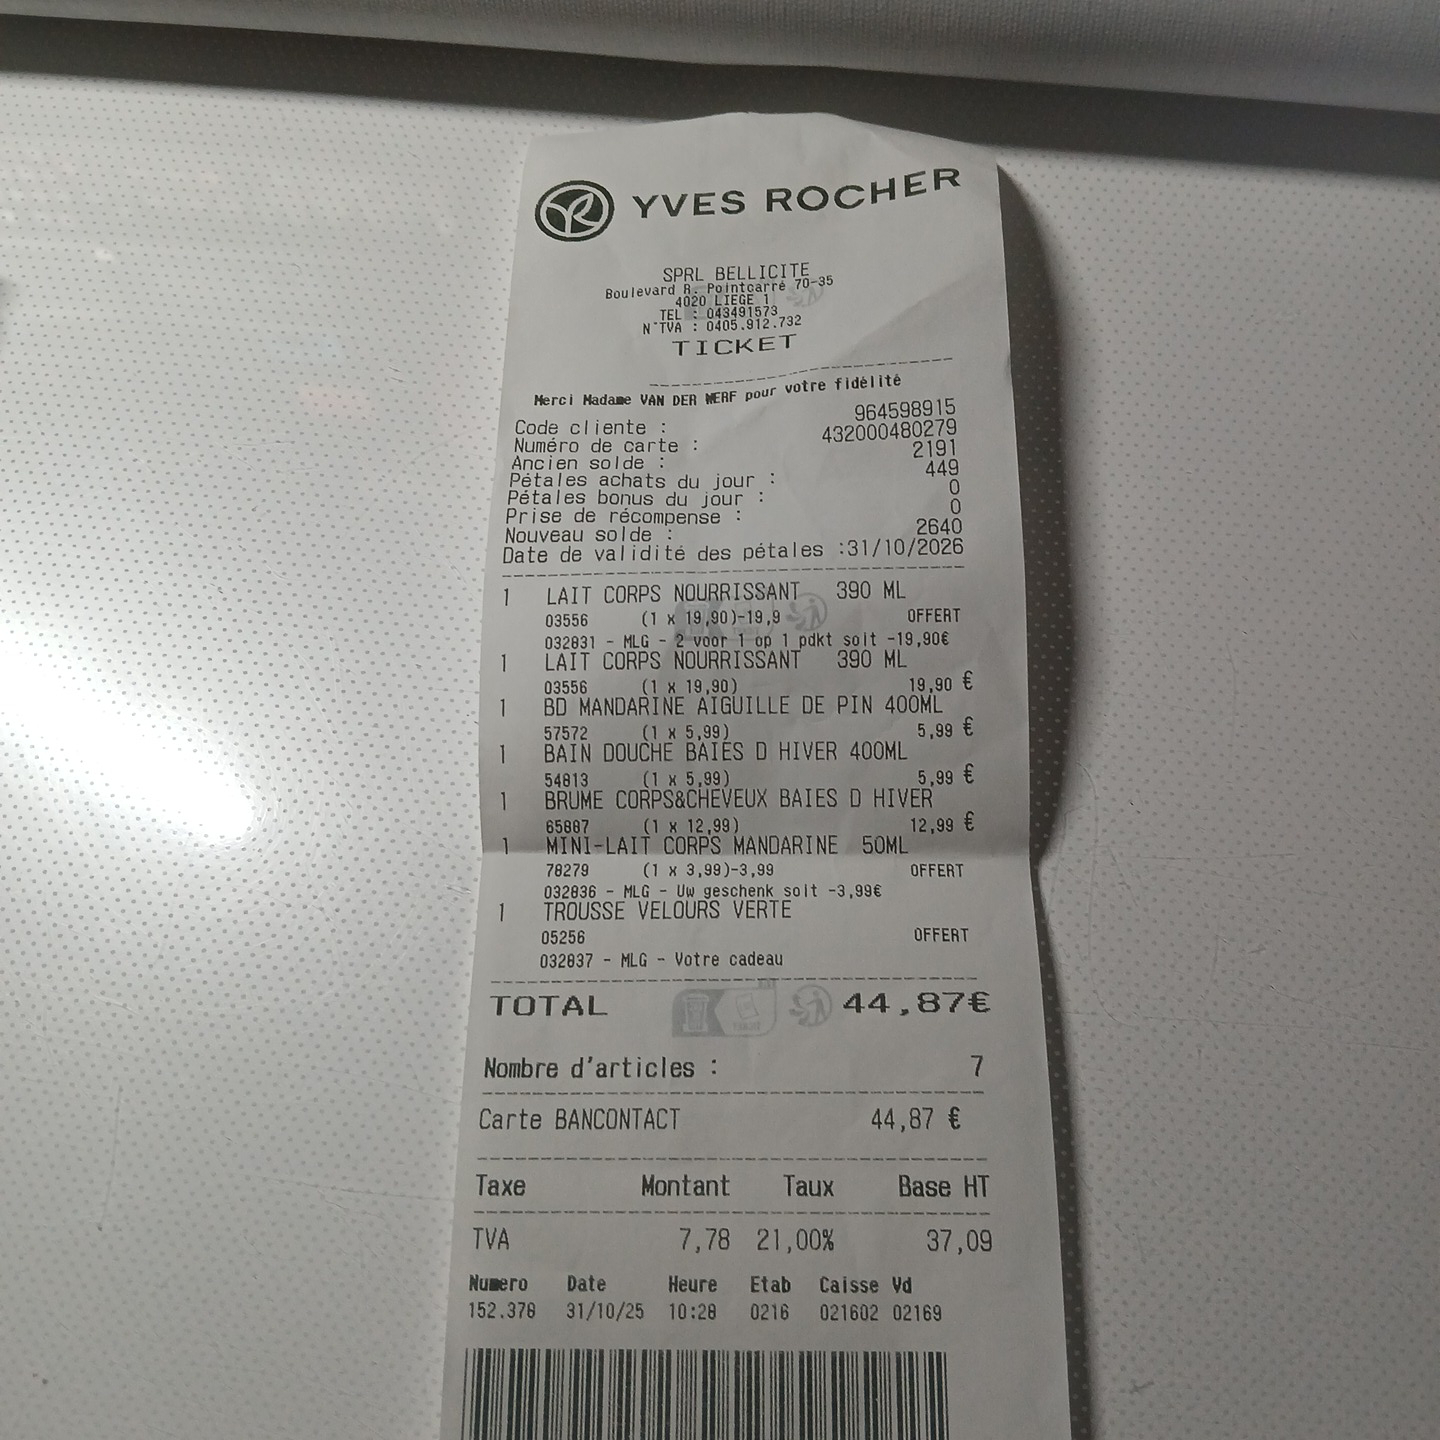 YVES ROCHER
SPRL BELLICITE
Boulevard R. Pointcarré 70-35
4020 LIEGE 1
TEL : 043491573
N°TVA : 0405.912.732
TICKET
Merci Madame VAN DER WERF pour votre fidélité
Code cliente : 964598915
Numéro de carte : 432000480279
Ancien solde : 2191
Pétales achats du jour : 449
Pétales bonus du jour : 0
Prise de récompense : 0
Nouveau solde : 2640
Date de validité des pétales :31/10/2026
1 LAIT CORPS NOURRISSANT 390 ML
03556 (1 x 19,90)-19,9 OFFERT
032831 - MLG - 2 voor 1 op 1 pdkt soit -19,90€
1 LAIT CORPS NOURRISSANT 390 ML
03556 (1 x 19,90) 19,90 €
1 BD MANDARINE AIGUILLE DE PIN 400ML
57572 (1 x 5,99) 5,99 €
1 BAIN DOUCHE BAIES D HIVER 400ML
54813 (1 x 5,99) 5,99 €
1 BRUME CORPS&CHEVEUX BAIES D HIVER
65887 (1 x 12,99) 12,99 €
1 MINI-LAIT CORPS MANDARINE 50ML
78279 (1 x 3,99)-3,99 OFFERT
032836 - MLG - Uw geschenk soit -3,99€
1 TROUSSE VELOURS VERTE
05256 OFFERT
032837 - MLG - Votre cadeau
TOTAL 44,87€
Nombre d'articles : 7
Carte BANCONTACT 44,87 €
Taxe Montant Taux Base HT
TVA 7,78 21,00% 37,09
Numero Date Heure Etab Caisse Vd
152.378 31/10/25 10:28 0216 021602 02169